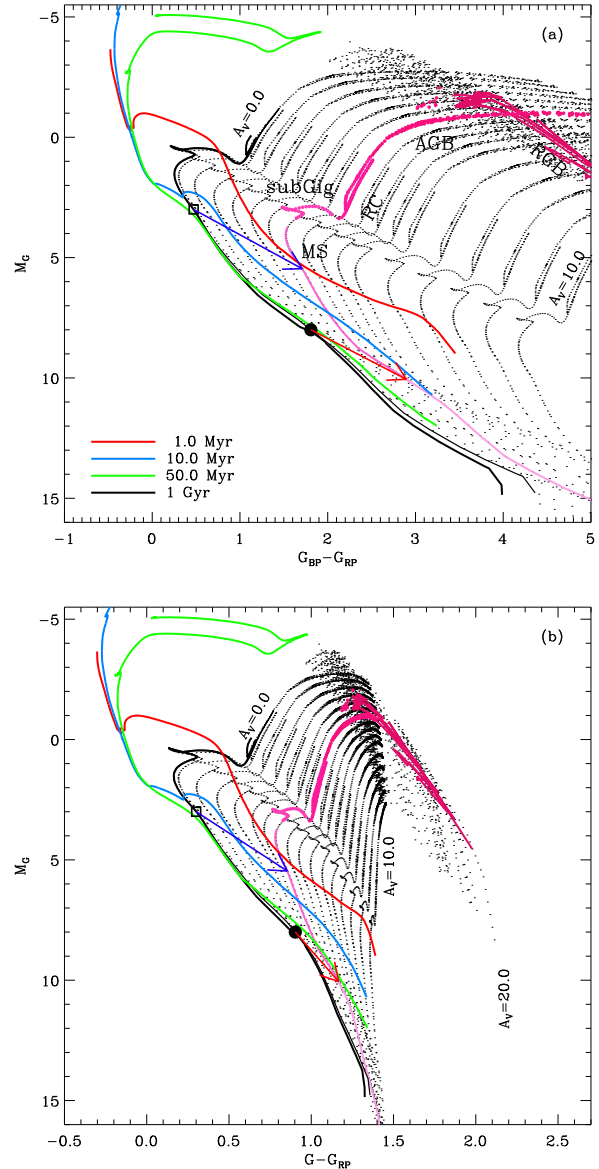 −5
(a)
A_V=0.0
0
AGB
RGB
subGig
RC
MS
A_V=10.0
5
M_G
10
1.0 Myr
10.0 Myr
50.0 Myr
1 Gyr
15
−1 0 1 2 3 4 5
G_BP−G_RP
−5
(b)
A_V=0.0
0
M_G
5
A_V=10.0
10
A_V=20.0
15
−0.5 0.0 0.5 1.0 1.5 2.0 2.5
G−G_RP